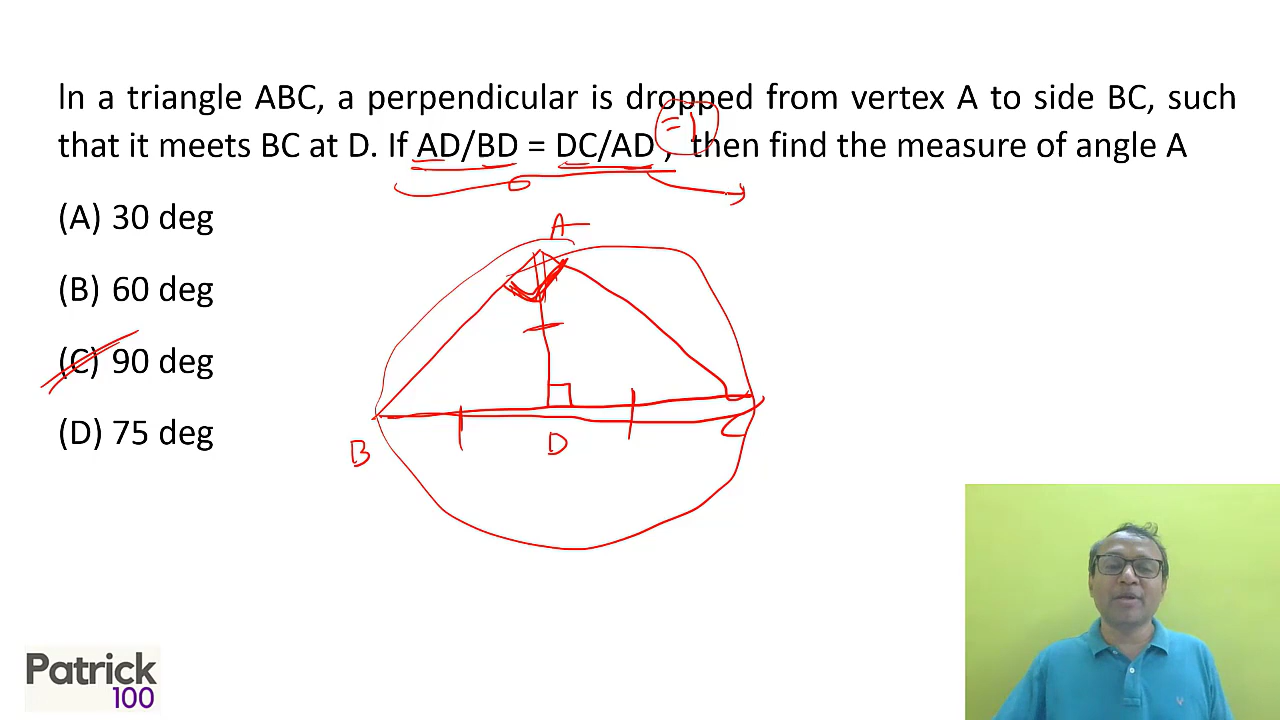 In a triangle ABC, a perpendicular is dropped from vertex A to side BC, such
= 1
that it meets BC at D. If AD/BD = DC/AD , then find the measure of angle A
(A) 30 deg
A
(B) 60 deg
(C) 90 deg
(D) 75 deg
B
D
C
Patrick
100